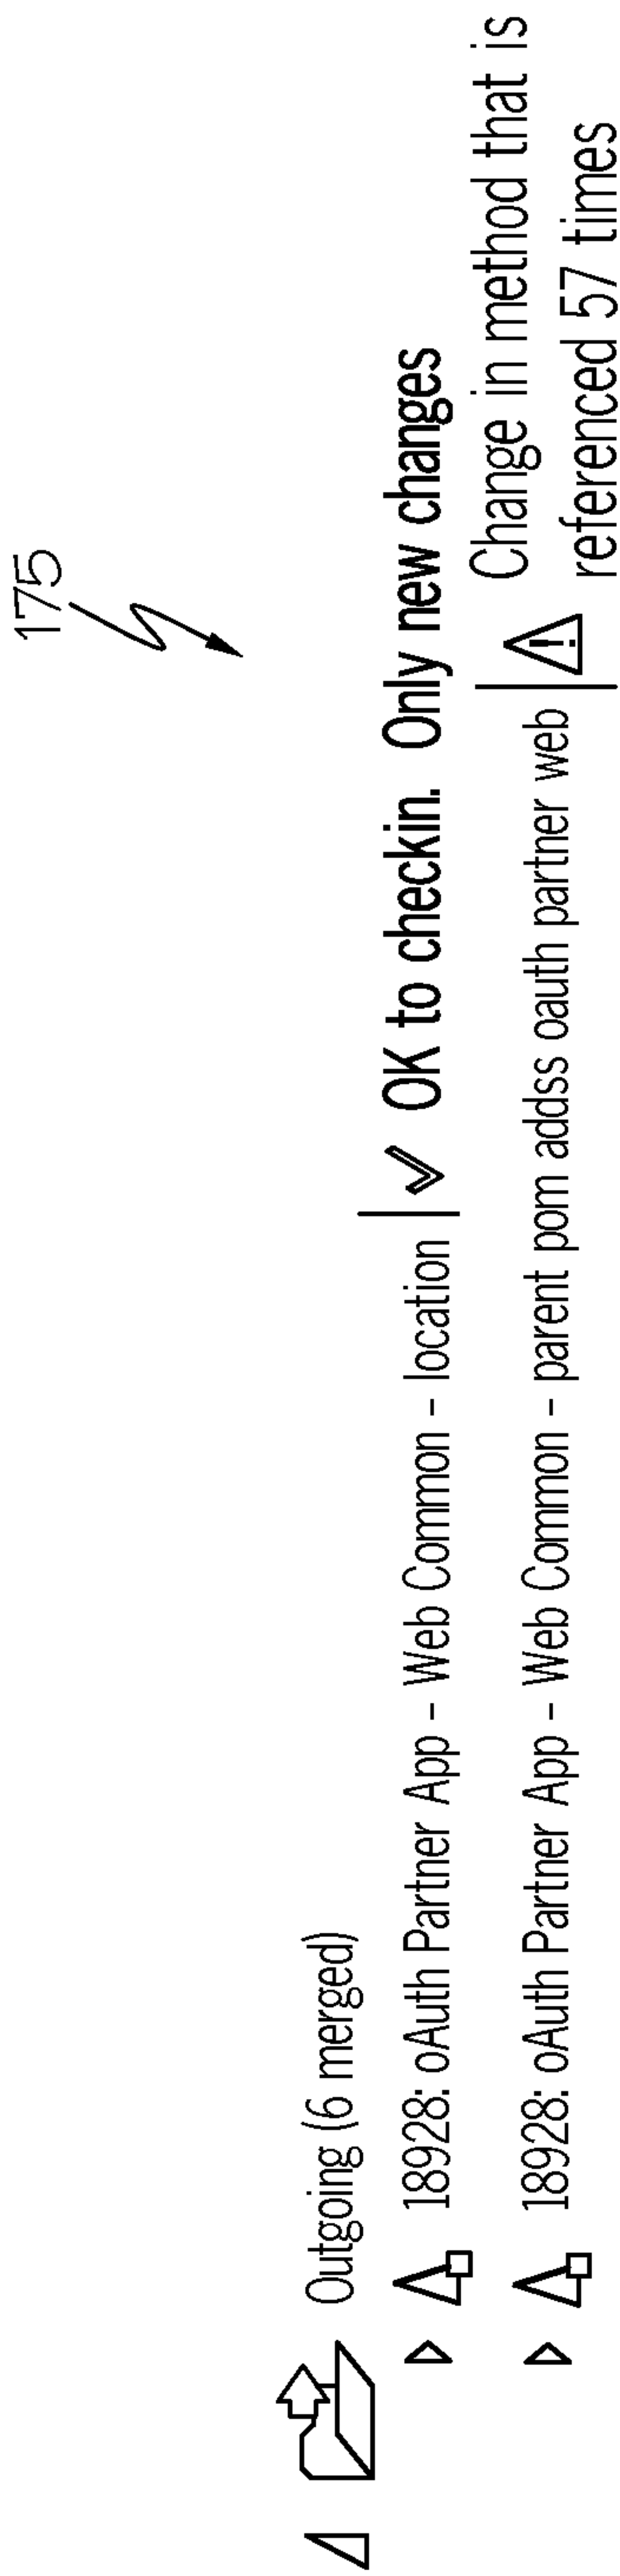 175
Outgoing (6 merged)
18928: oAuth Partner App - Web Common - location OK to checkin. Only new changes
18928: oAuth Partner App - Web Common - parent pom addss oauth partner web ! Change in method that is
referenced 57 times